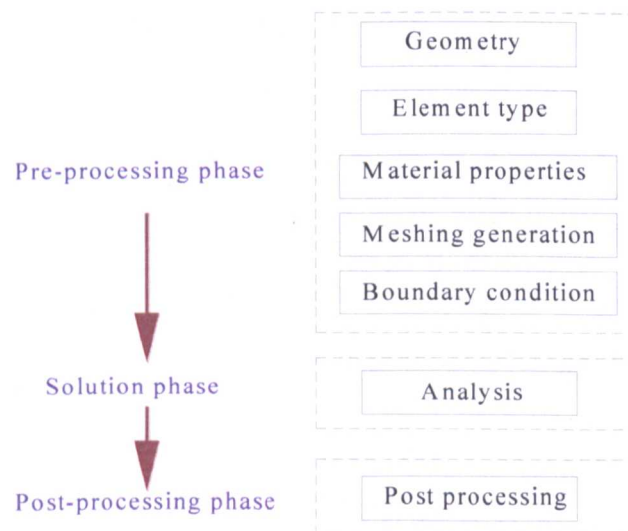 Geometry
Element type
Pre-processing phase
Material properties
Meshing generation
Boundary condition
Solution phase
Analysis
Post-processing phase
Post processing